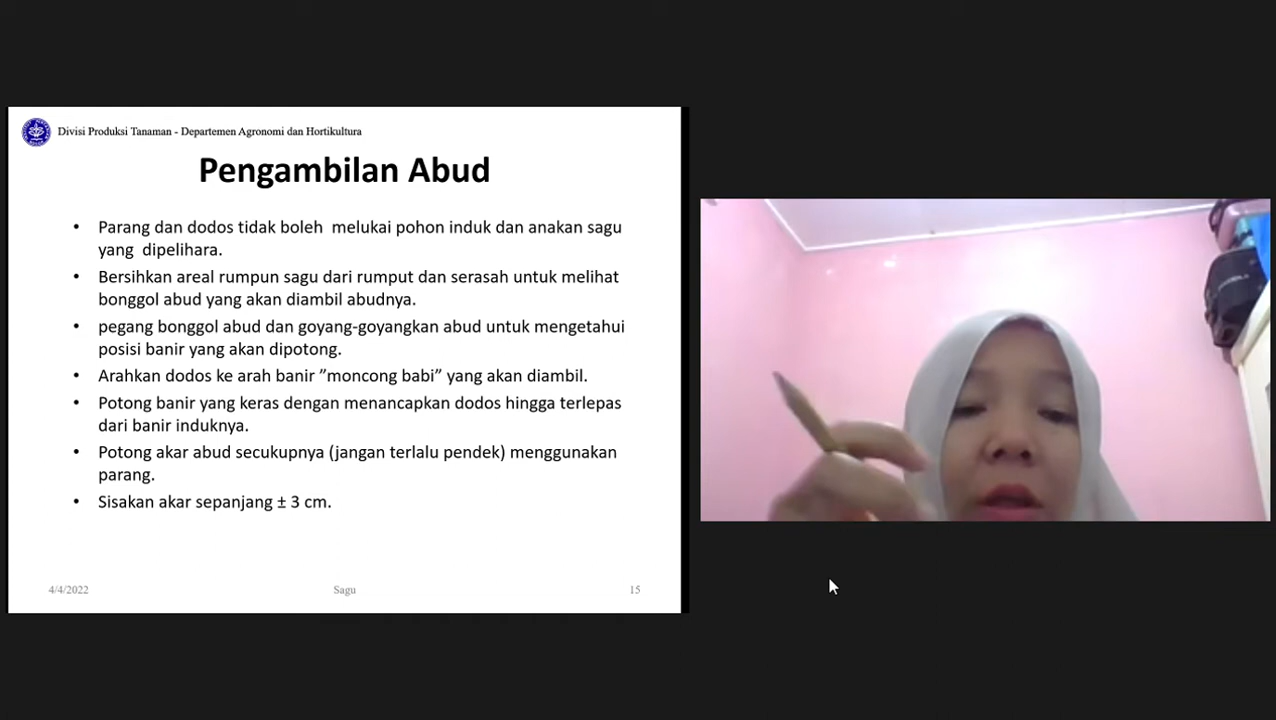 Divisi Produksi Tanaman - Departemen Agronomi dan Hortikultura
Pengambilan Abud
• Parang dan dodos tidak boleh melukai pohon induk dan anakan sagu
yang dipelihara.
• Bersihkan areal rumpun sagu dari rumput dan serasah untuk melihat
bonggol abud yang akan diambil abudnya.
• pegang bonggol abud dan goyang-goyangkan abud untuk mengetahui
posisi banir yang akan dipotong.
• Arahkan dodos ke arah banir ”moncong babi” yang akan diambil.
• Potong banir yang keras dengan menancapkan dodos hingga terlepas
dari banir induknya.
• Potong akar abud secukupnya (jangan terlalu pendek) menggunakan
parang.
• Sisakan akar sepanjang ± 3 cm.
4/4/2022 Sagu 15